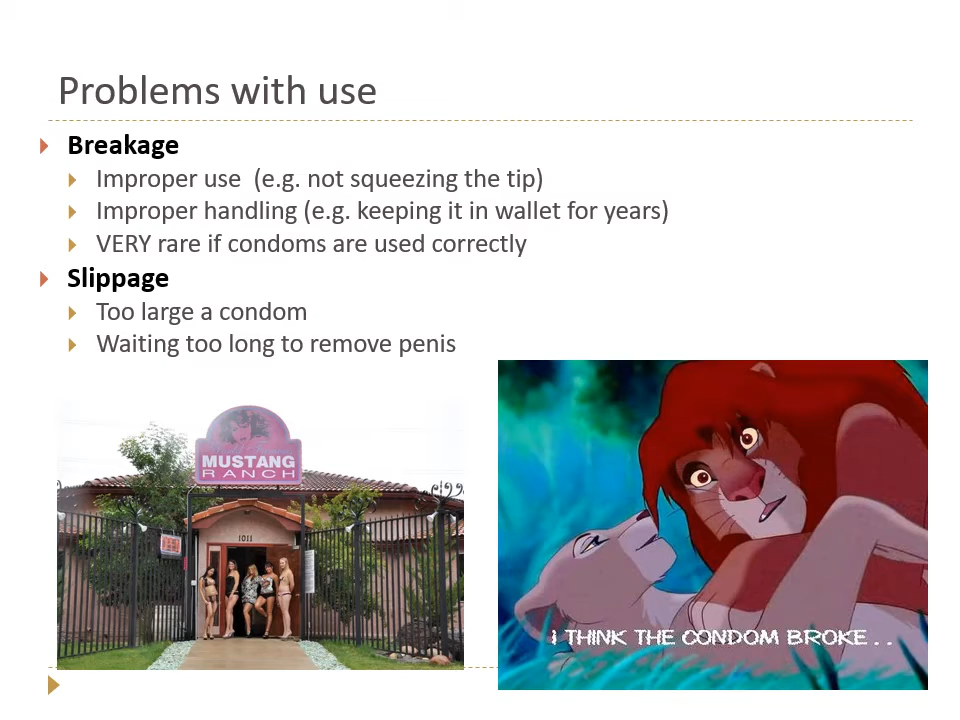 Problems with use
Breakage
Improper use  (e.g. not squeezing the tip)
Improper handling (e.g. keeping it in wallet for years)
VERY rare if condoms are used correctly
Slippage
Too large a condom
Waiting too long to remove penis
MUSTANG
RANCH
1011
I THINK THE CONDOM BROKE..